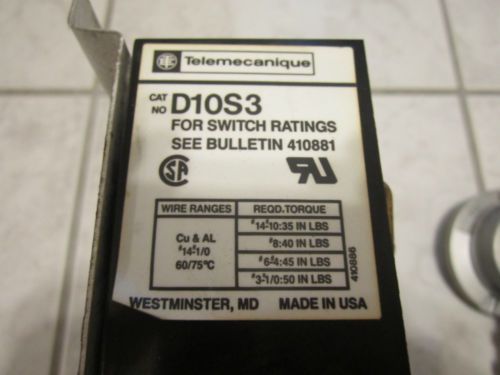 Telemecanique
CAT NO D10S3
FOR SWITCH RATINGS
SEE BULLETIN 410881
WIRE RANGES
REQD.TORQUE
Cu & AL
#14-#1/0
60/75°C
#14-#10:35 IN LBS
#8:40 IN LBS
#6-#4:45 IN LBS
#3-#1/0:50 IN LBS
410886
WESTMINSTER, MD MADE IN USA